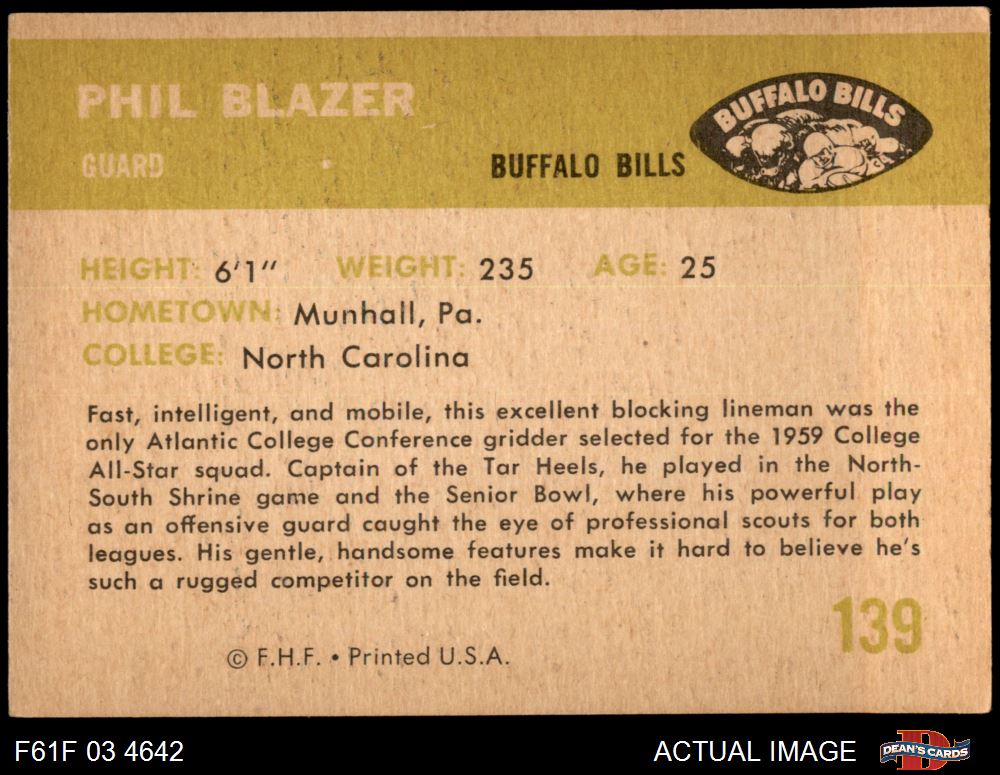 PHIL BLAZER
GUARD
BUFFALO BILLS
BUFFALO BILLS
HEIGHT: 6'1" WEIGHT: 235 AGE: 25
HOMETOWN: Munhall, Pa.
COLLEGE: North Carolina
Fast, intelligent, and mobile, this excellent blocking lineman was the
only Atlantic College Conference gridder selected for the 1959 College
All-Star squad. Captain of the Tar Heels, he played in the North-
South Shrine game and the Senior Bowl, where his powerful play
as an offensive guard caught the eye of professional scouts for both
leagues. His gentle, handsome features make it hard to believe he's
such a rugged competitor on the field.
139
© F.H.F. • Printed U.S.A.
F61F 03 4642
ACTUAL IMAGE
D
DEAN'S CARDS